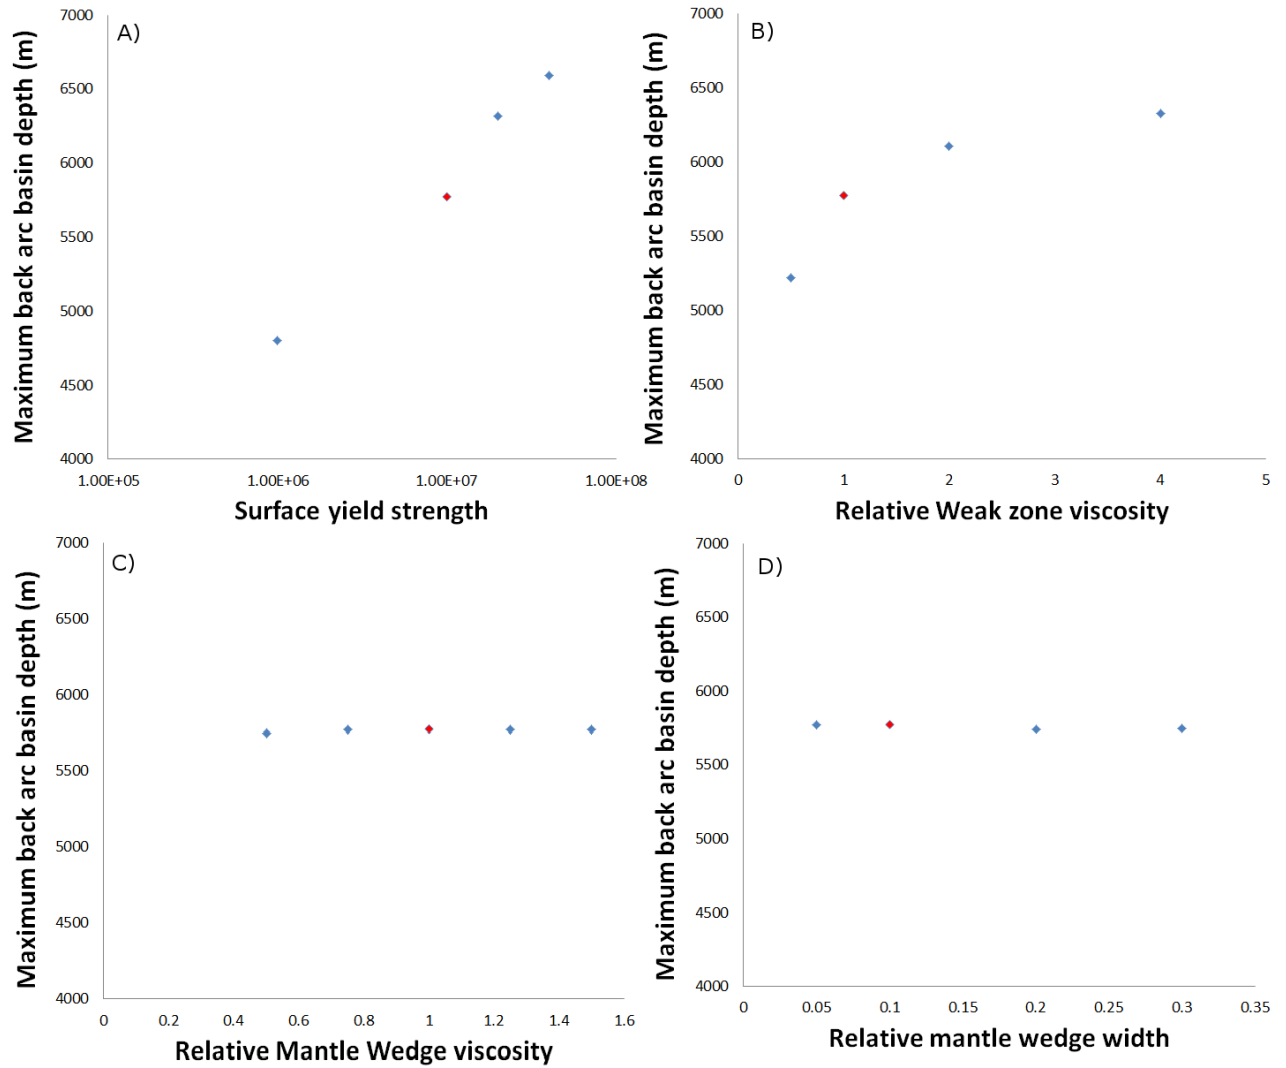 A)
Maximum back arc basin depth (m)
7000
6500
6000
5500
5000
4500
4000
1.00E+05 1.00E+06 1.00E+07 1.00E+08
Surface yield strength
B)
Maximum back arc basin depth (m)
7000
6500
6000
5500
5000
4500
4000
0 1 2 3 4 5
Relative Weak zone viscosity
C)
Maximum back arc basin depth (m)
7000
6500
6000
5500
5000
4500
4000
0 0.2 0.4 0.6 0.8 1 1.2 1.4 1.6
Relative Mantle Wedge viscosity
D)
Maximum back arc basin depth (m)
7000
6500
6000
5500
5000
4500
4000
0 0.05 0.1 0.15 0.2 0.25 0.3 0.35
Relative mantle wedge width